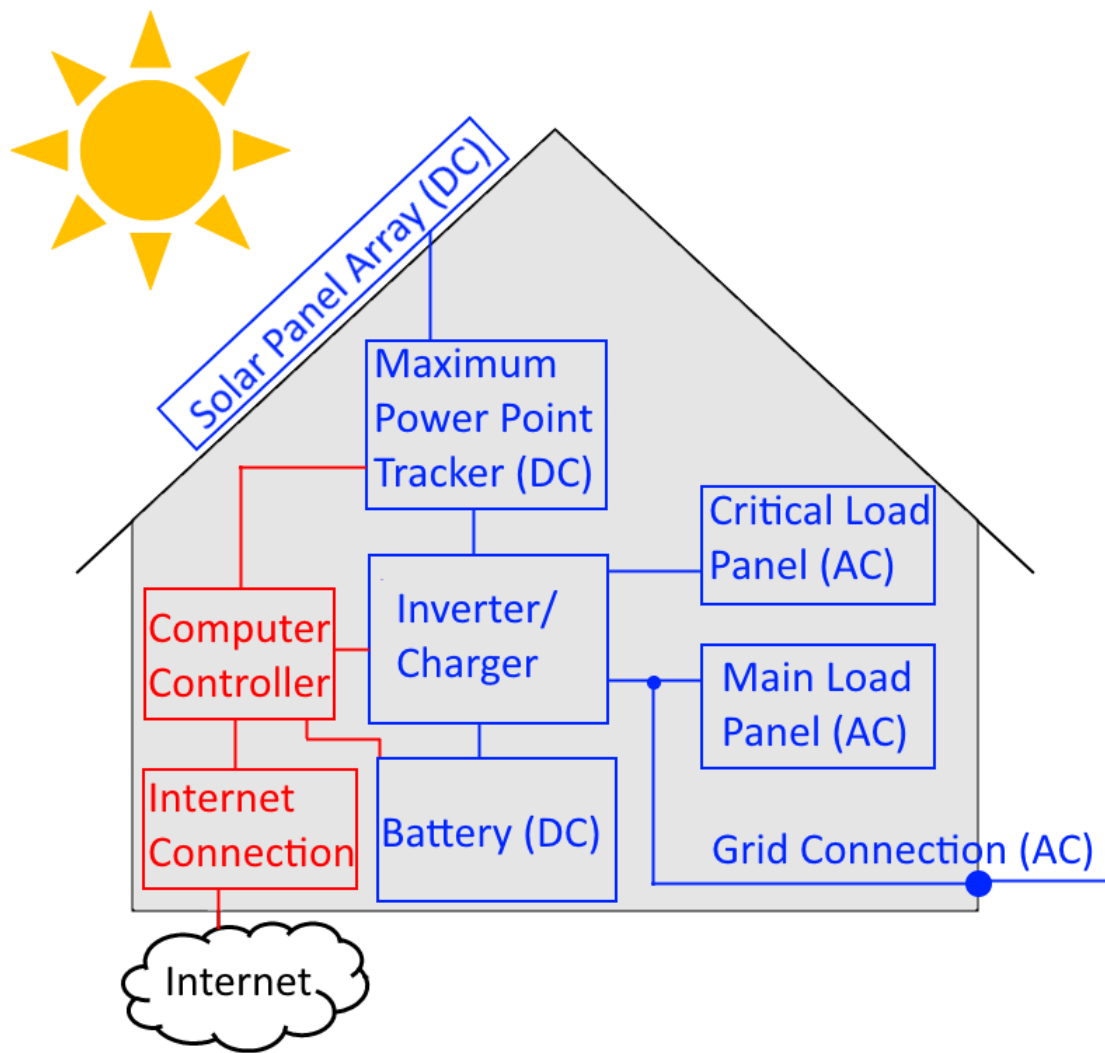 Solar Panel Array (DC)
Maximum
Power Point
Tracker (DC)
Critical Load
Panel (AC)
Inverter/
Charger
Computer
Controller
Main Load
Panel (AC)
Internet
Connection
Battery (DC)
Grid Connection (AC)
Internet